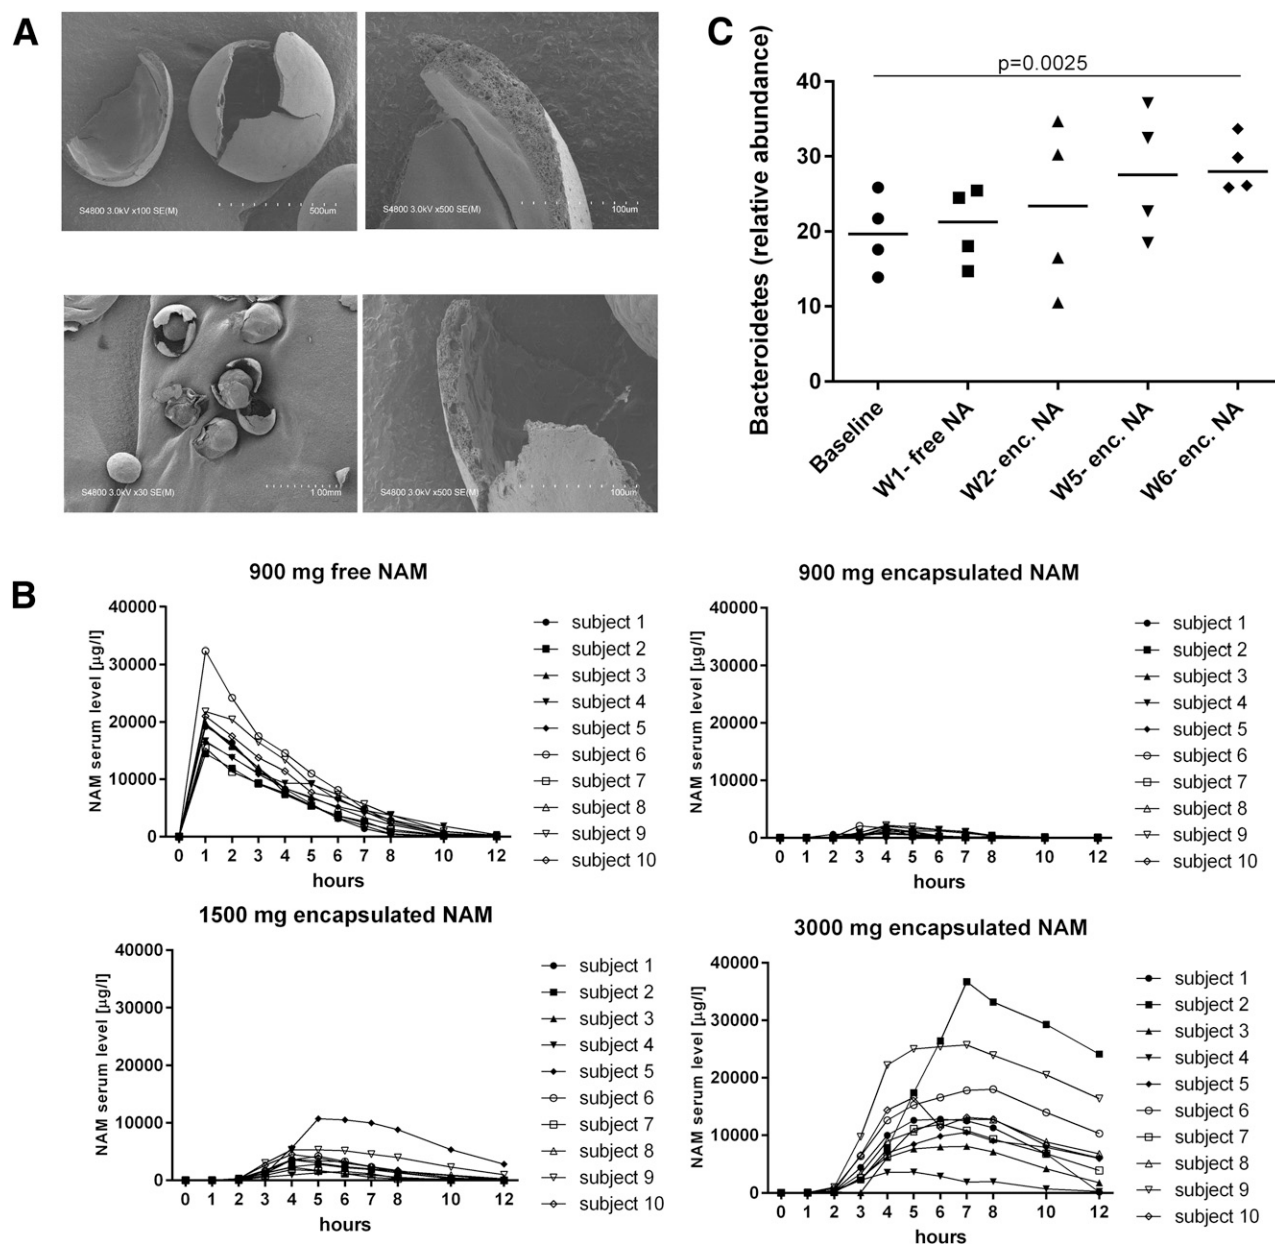 A
S4800 3.0kV x100 SE(M)
500um
S4800 3.0kV x500 SE(M)
100um
S4800 3.0kV x30 SE(M)
1.00mm
S4800 3.0kV x500 SE(M)
100um
C
p=0.0025
Bacteroidetes (relative abundance)
40
30
20
10
0
Baseline
W1- free NA
W2- enc. NA
W5- enc. NA
W6- enc. NA
B
900 mg free NAM
NAM serum level [µg/l]
40000
30000
20000
10000
0
0 1 2 3 4 5 6 7 8 10 12
hours
subject 1
subject 2
subject 3
subject 4
subject 5
subject 6
subject 7
subject 8
subject 9
subject 10
900 mg encapsulated NAM
NAM serum level [µg/l]
40000
30000
20000
10000
0
0 1 2 3 4 5 6 7 8 10 12
hours
subject 1
subject 2
subject 3
subject 4
subject 5
subject 6
subject 7
subject 8
subject 9
subject 10
1500 mg encapsulated NAM
NAM serum level [µg/l]
40000
30000
20000
10000
0
0 1 2 3 4 5 6 7 8 10 12
hours
subject 1
subject 2
subject 3
subject 4
subject 5
subject 6
subject 7
subject 8
subject 9
subject 10
3000 mg encapsulated NAM
NAM serum level [µg/l]
40000
30000
20000
10000
0
0 1 2 3 4 5 6 7 8 10 12
hours
subject 1
subject 2
subject 3
subject 4
subject 5
subject 6
subject 7
subject 8
subject 9
subject 10